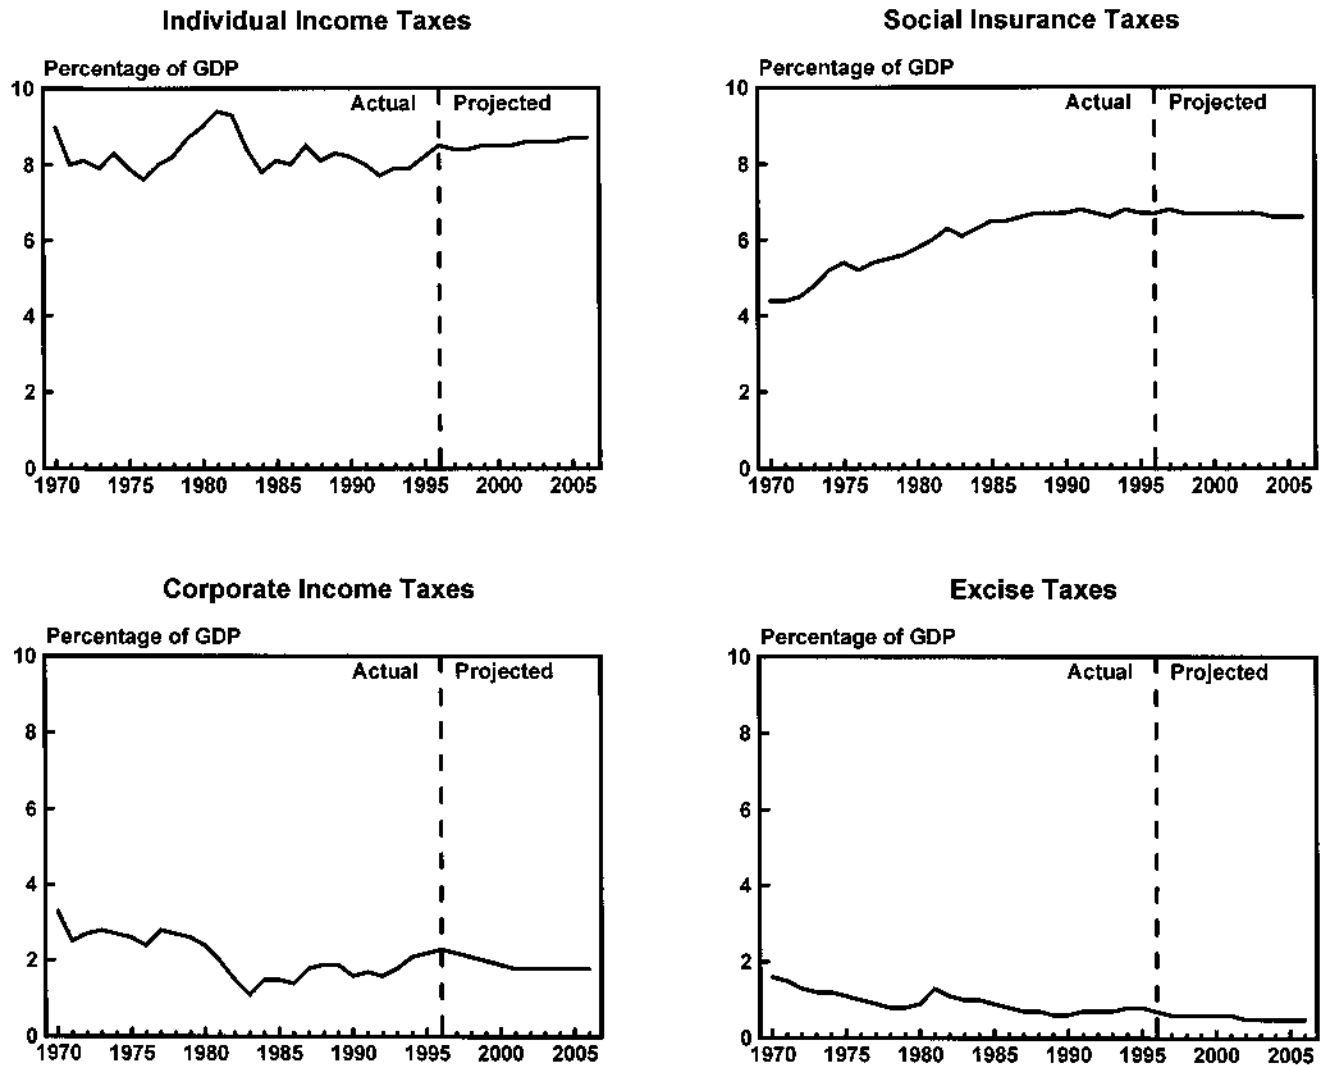 Individual Income Taxes
Percentage of GDP
10
Actual
Projected
8
6
4
2
0
1970 1975 1980 1985 1990 1995 2000 2005
Social Insurance Taxes
Percentage of GDP
10
Actual
Projected
8
6
4
2
0
1970 1975 1980 1985 1990 1995 2000 2005
Corporate Income Taxes
Percentage of GDP
10
Actual
Projected
8
6
4
2
0
1970 1975 1980 1985 1990 1995 2000 2005
Excise Taxes
Percentage of GDP
10
Actual
Projected
8
6
4
2
0
1970 1975 1980 1985 1990 1995 2000 2005